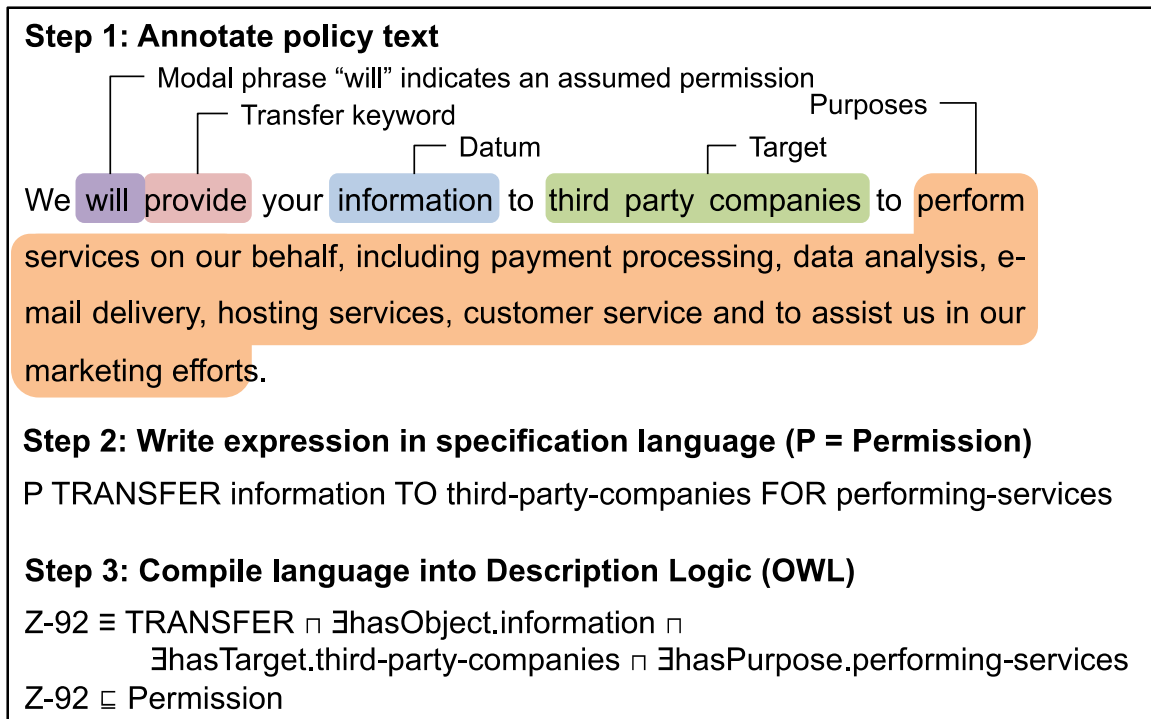 Step 1: Annotate policy text
Modal phrase “will” indicates an assumed permission
Purposes
Transfer keyword
Datum
Target
We will provide your information to third party companies to perform
services on our behalf, including payment processing, data analysis, e-
mail delivery, hosting services, customer service and to assist us in our
marketing efforts.
Step 2: Write expression in specification language (P = Permission)
P TRANSFER information TO third-party-companies FOR performing-services
Step 3: Compile language into Description Logic (OWL)
Z-92 ≡ TRANSFER ⊓ ∃hasObject.information ⊓
∃hasTarget.third-party-companies ⊓ ∃hasPurpose.performing-services
Z-92 ⊑ Permission